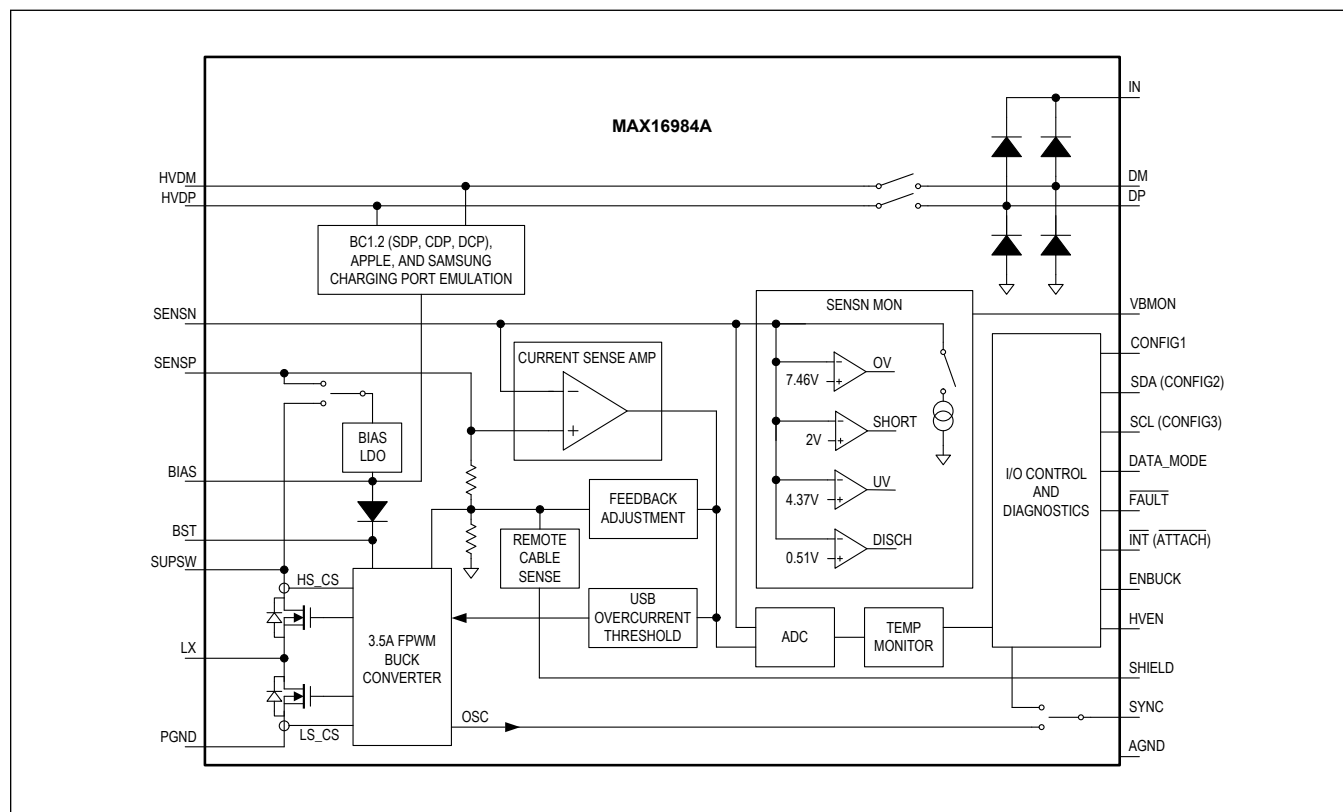 MAX16984A
IN
HVDM
DM
HVDP
DP
BC1.2 (SDP, CDP, DCP),
APPLE, AND SAMSUNG
CHARGING PORT EMULATION
SENSN
SENSN MON
VBMON
SENSP
CURRENT SENSE AMP
−
+
−
+
7.46V
OV
−
+
2V
SHORT
−
+
4.37V
UV
−
+
0.51V
DISCH
CONFIG1
SDA (CONFIG2)
SCL (CONFIG3)
DATA_MODE
FAULT
INT (ATTACH)
ENBUCK
HVEN
I/O CONTROL
AND
DIAGNOSTICS
BIAS
LDO
BIAS
FEEDBACK
ADJUSTMENT
BST
REMOTE
CABLE
SENSE
SUPSW
HS_CS
USB
OVERCURRENT
THRESHOLD
ADC
TEMP
MONITOR
LX
3.5A FPWM
BUCK
CONVERTER
SHIELD
OSC
SYNC
LS_CS
PGND
AGND